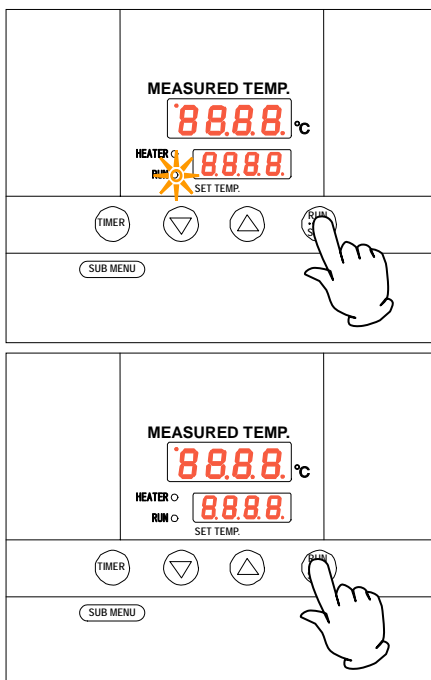 MEASURED TEMP.
8.8.8.8. °C
HEATER
8.8.8.8.
RUN
SET TEMP.
TIMER
RUN
SUB MENU
MEASURED TEMP.
8.8.8.8. °C
HEATER
8.8.8.8.
RUN
SET TEMP.
TIMER
RUN
SUB MENU